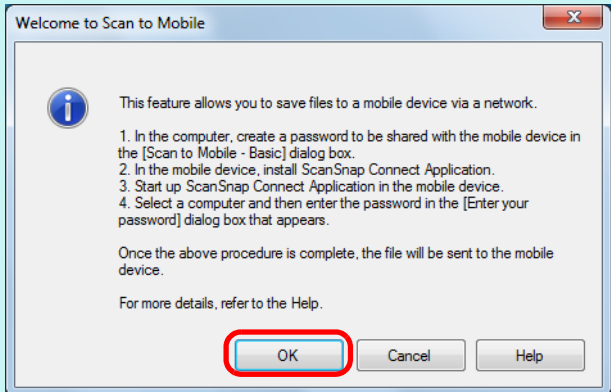 Welcome to Scan to Mobile
This feature allows you to save files to a mobile device via a network.
1. In the computer, create a password to be shared with the mobile device in
the [Scan to Mobile - Basic] dialog box.
2. In the mobile device, install ScanSnap Connect Application.
3. Start up ScanSnap Connect Application in the mobile device.
4. Select a computer and then enter the password in the [Enter your
password] dialog box that appears.
Once the above procedure is complete, the file will be sent to the mobile
device.
For more details, refer to the Help.
OK Cancel Help